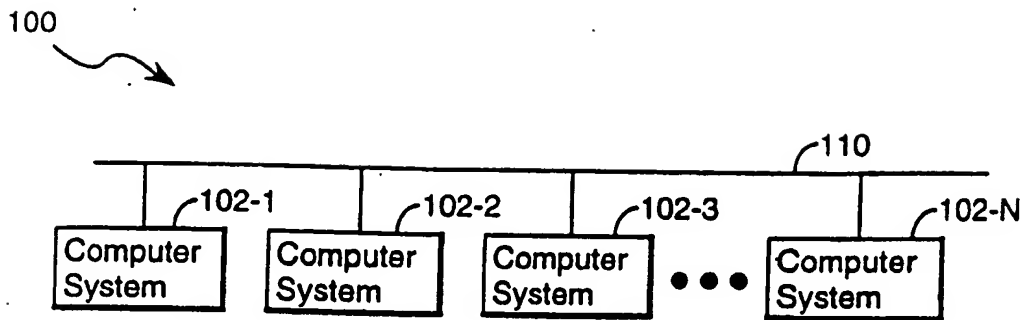 100
110
102-1
102-2
102-3
102-N
Computer
System
Computer
System
Computer
System
Computer
System